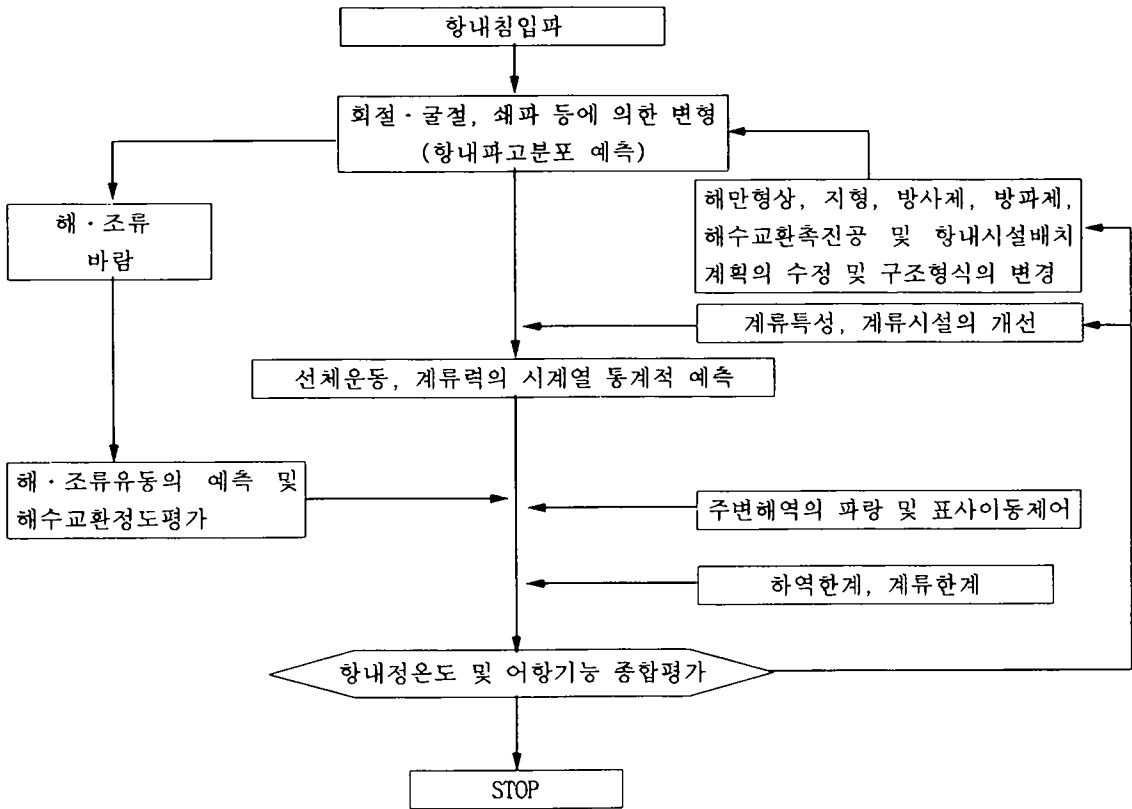 항내침입파
회절·굴절, 쇄파 등에 의한 변형
(항내파고분포 예측)
해·조류
바람
해만형상, 지형, 방사제, 방파제,
해수교환촉진공 및 항내시설배치
계획의 수정 및 구조형식의 변경
계류특성, 계류시설의 개선
선체운동, 계류력의 시계열 통계적 예측
해·조류유동의 예측 및
해수교환정도평가
주변해역의 파랑 및 표사이동제어
하역한계, 계류한계
항내정온도 및 어항기능 종합평가
STOP